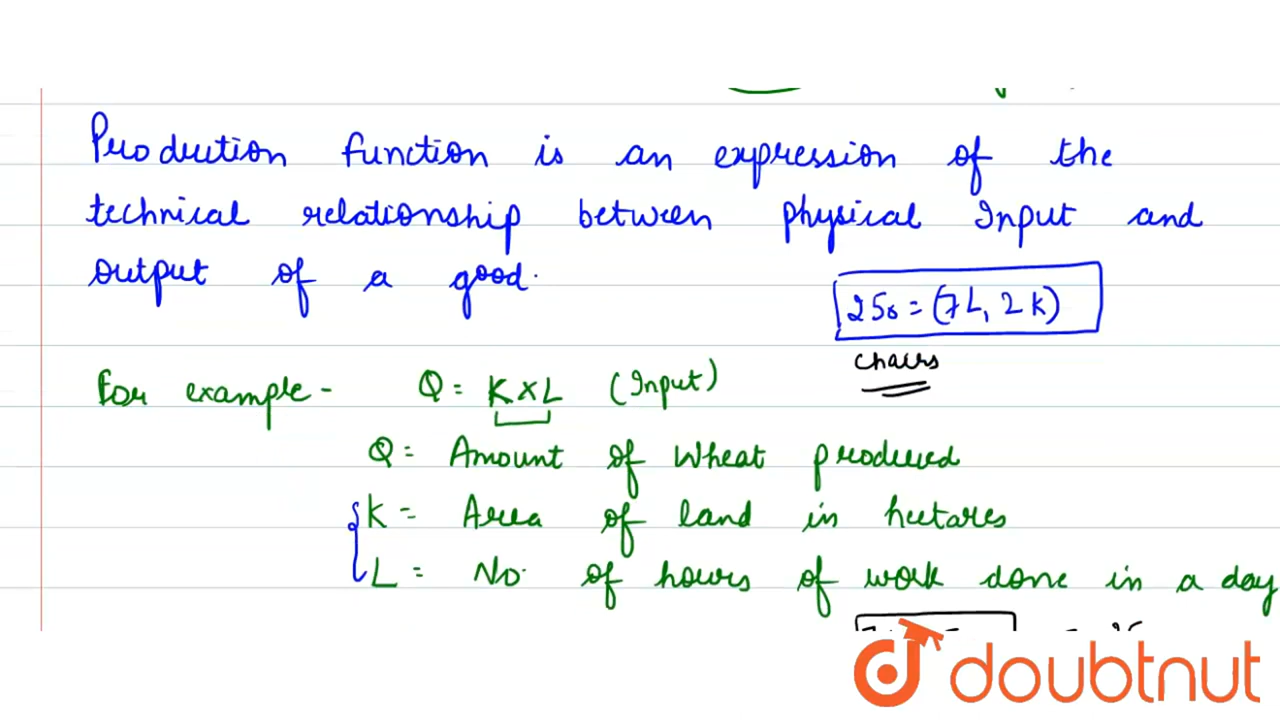 Production function is an expression of the
technical relationship between physical Input and
output of a good.
250 = (7L, 2K)
chairs
For example - Q = K×L (Input)
Q = Amount of Wheat produced
K = Area of land in hectares
L = No. of hours of work done in a day
doubtnut